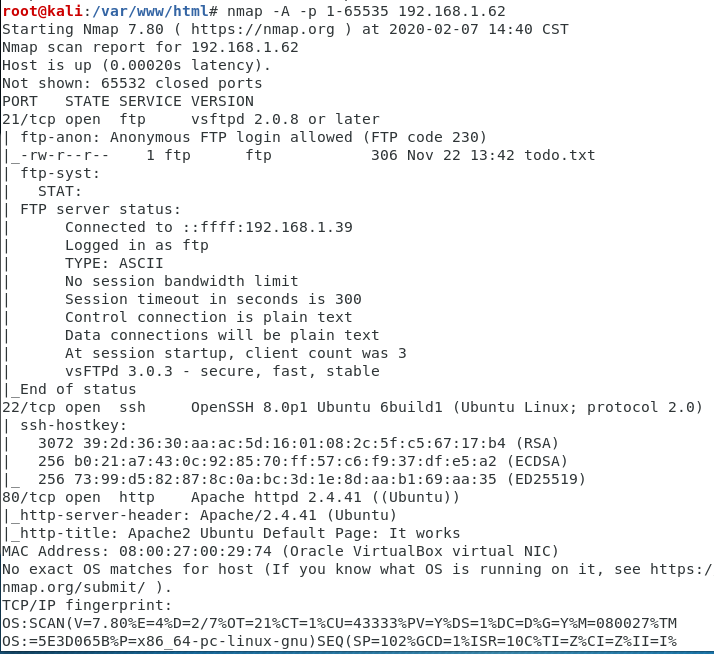 root@kali:/var/www/html# nmap -A -p 1-65535 192.168.1.62
Starting Nmap 7.80 ( https://nmap.org ) at 2020-02-07 14:40 CST
Nmap scan report for 192.168.1.62
Host is up (0.00020s latency).
Not shown: 65532 closed ports
PORT   STATE SERVICE VERSION
21/tcp open  ftp     vsftpd 2.0.8 or later
| ftp-anon: Anonymous FTP login allowed (FTP code 230)
|_-rw-r--r--    1 ftp      ftp           306 Nov 22 13:42 todo.txt
| ftp-syst:
|   STAT:
| FTP server status:
|      Connected to ::ffff:192.168.1.39
|      Logged in as ftp
|      TYPE: ASCII
|      No session bandwidth limit
|      Session timeout in seconds is 300
|      Control connection is plain text
|      Data connections will be plain text
|      At session startup, client count was 3
|      vsFTPd 3.0.3 - secure, fast, stable
|_End of status
22/tcp open  ssh     OpenSSH 8.0p1 Ubuntu 6build1 (Ubuntu Linux; protocol 2.0)
| ssh-hostkey:
|   3072 39:2d:36:30:aa:ac:5d:16:01:08:2c:5f:c5:67:17:b4 (RSA)
|   256 b0:21:a7:43:0c:92:85:70:ff:57:c6:f9:37:df:e5:a2 (ECDSA)
|_  256 73:99:d5:82:87:8c:0a:bc:3d:1e:8d:aa:b1:69:aa:35 (ED25519)
80/tcp open  http    Apache httpd 2.4.41 ((Ubuntu))
|_http-server-header: Apache/2.4.41 (Ubuntu)
|_http-title: Apache2 Ubuntu Default Page: It works
MAC Address: 08:00:27:00:29:74 (Oracle VirtualBox virtual NIC)
No exact OS matches for host (If you know what OS is running on it, see https:/
nmap.org/submit/ ).
TCP/IP fingerprint:
OS:SCAN(V=7.80%E=4%D=2/7%OT=21%CT=1%CU=43333%PV=Y%DS=1%DC=D%G=Y%M=080027%TM
OS:=5E3D065B%P=x86_64-pc-linux-gnu)SEQ(SP=102%GCD=1%ISR=10C%TI=Z%CI=Z%II=I%